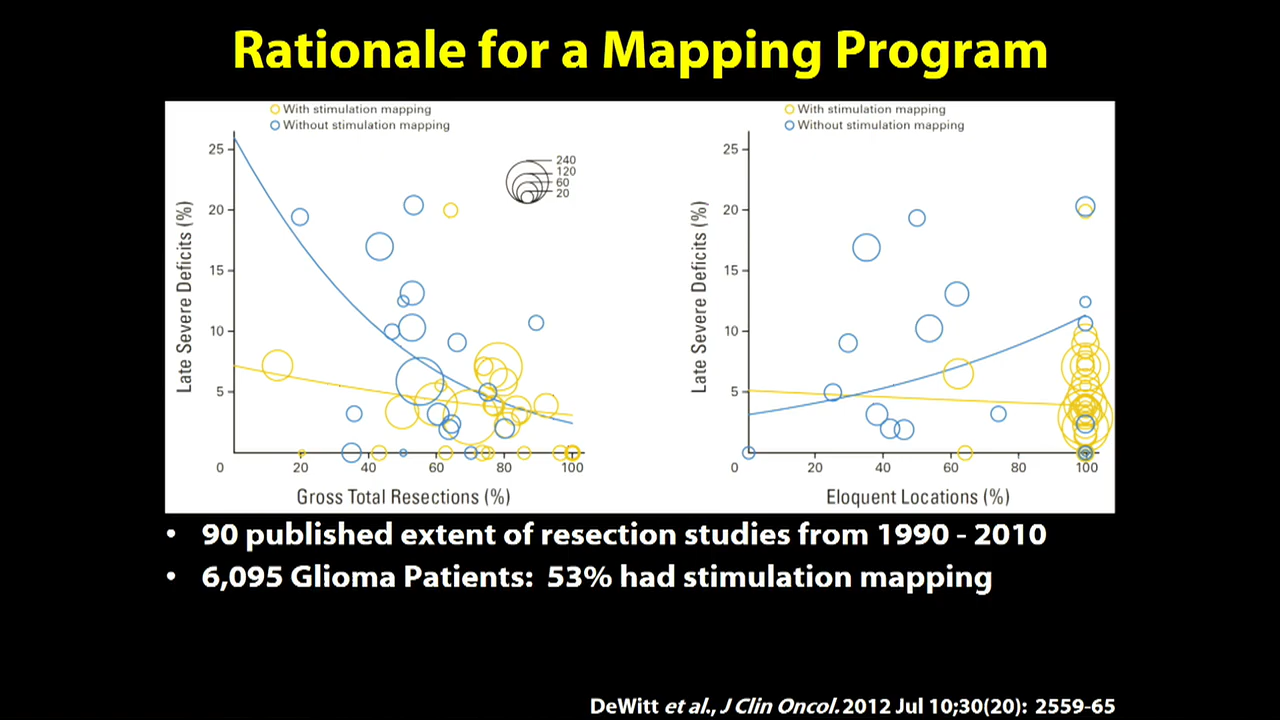 Rationale for a Mapping Program
With stimulation mapping
Without stimulation mapping
25
20
15
10
5
0
20
40
60
80
100
Late Severe Deficits (%)
Gross Total Resections (%)
240
120
60
20
With stimulation mapping
Without stimulation mapping
25
20
15
10
5
0
20
40
60
80
100
Late Severe Deficits (%)
Eloquent Locations (%)
• 90 published extent of resection studies from 1990 - 2010
• 6,095 Glioma Patients: 53% had stimulation mapping
DeWitt et al., J Clin Oncol. 2012 Jul 10;30(20): 2559-65